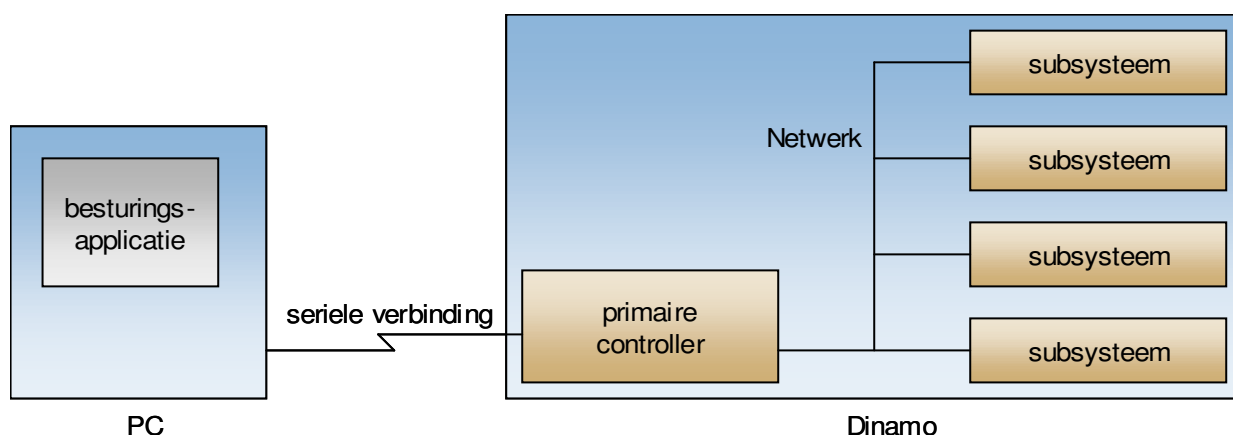 subsysteem
Netwerk
subsysteem
besturings-
applicatie
subsysteem
seriele verbinding
primaire
controller
subsysteem
PC
Dinamo